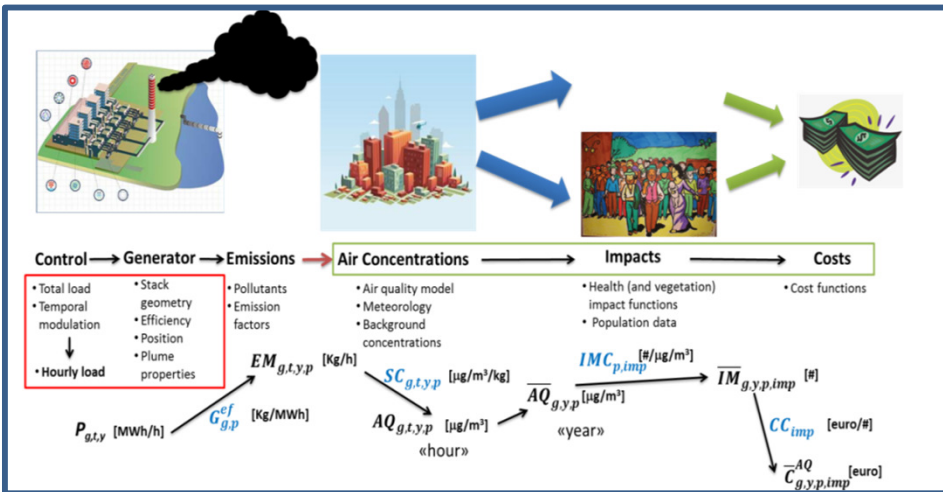 Control → Generator → Emissions → Air Concentrations → Impacts → Costs
• Total load
• Temporal
modulation
↓
• Hourly load
• Stack
geometry
• Efficiency
• Position
• Plume
properties
• Pollutants
• Emission
factors
• Air quality model
• Meteorology
• Background
concentrations
• Health (and vegetation)
impact functions
• Population data
• Cost functions
P_{g,t,y} [MWh/h]
G^{ef}_{g,p} [Kg/MWh]
EM_{g,t,y,p} [Kg/h]
SC_{g,t,y,p} [μg/m³/kg]
AQ_{g,t,y,p} [μg/m³]
«hour»
A̅Q̅_{g,y,p} [μg/m³]
«year»
IMC_{p,imp} [#/μg/m³]
I̅M̅_{g,y,p,imp} [#]
CC_{imp} [euro/#]
C̅^{AQ}_{g,y,p,imp} [euro]